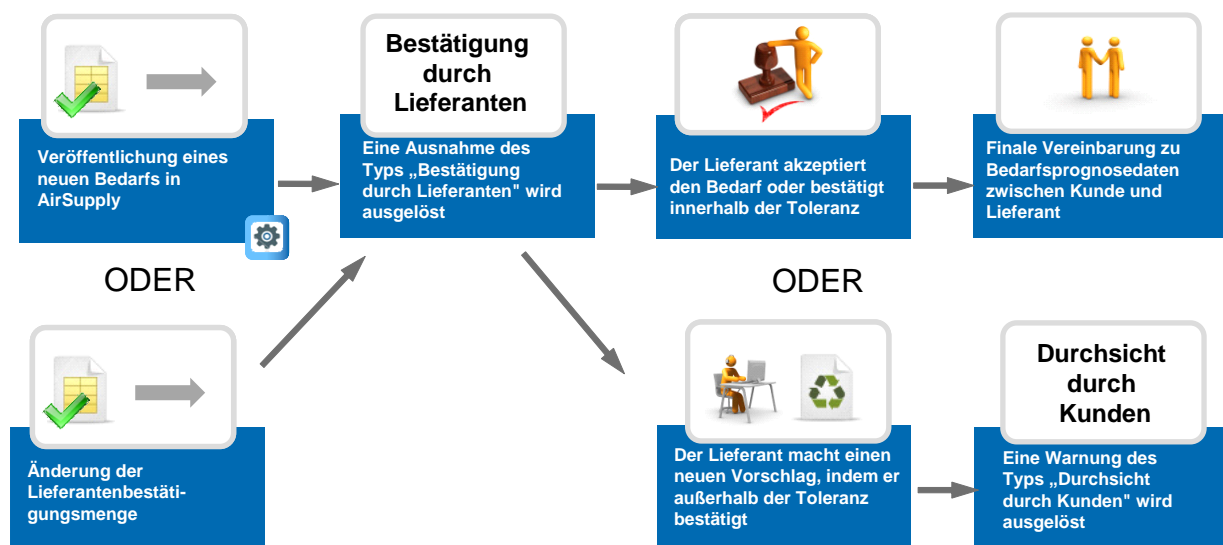 Veröffentlichung eines
neuen Bedarfs in
AirSupply
Bestätigung
durch
Lieferanten
Eine Ausnahme des
Typs „Bestätigung
durch Lieferanten" wird
ausgelöst
Der Lieferant akzeptiert
den Bedarf oder bestätigt
innerhalb der Toleranz
Finale Vereinbarung zu
Bedarfsprognosedaten
zwischen Kunde und
Lieferant
ODER
ODER
Änderung der
Lieferantenbestäti-
gungsmenge
Der Lieferant macht einen
neuen Vorschlag, indem er
außerhalb der Toleranz
bestätigt
Durchsicht
durch
Kunden
Eine Warnung des
Typs „Durchsicht
durch Kunden" wird
ausgelöst